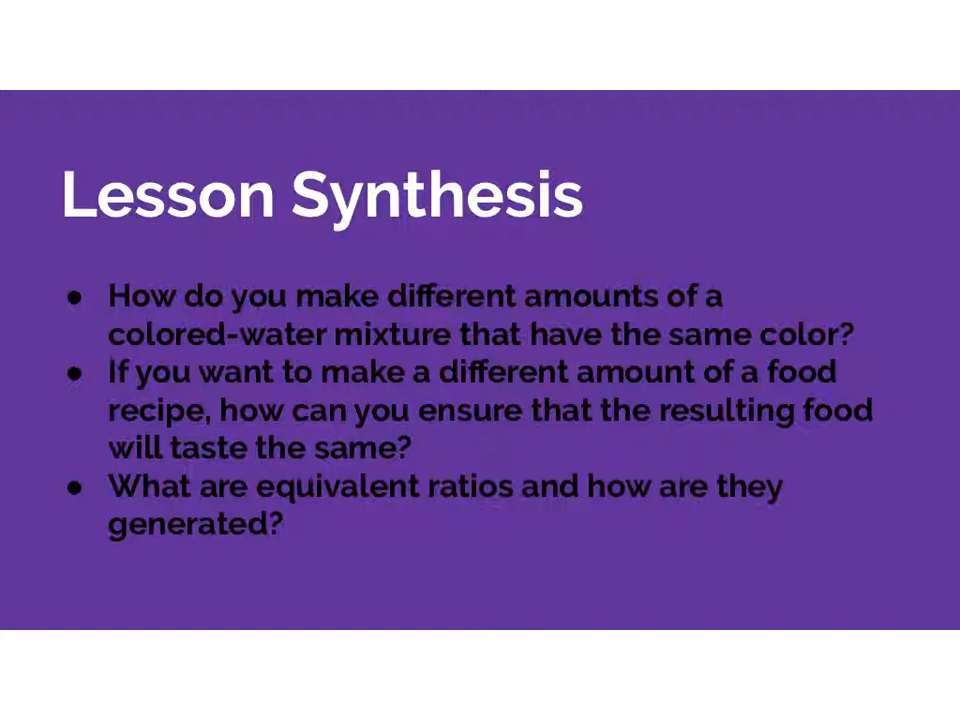 Lesson Synthesis
● How do you make different amounts of a
colored-water mixture that have the same color?
● If you want to make a different amount of a food
recipe, how can you ensure that the resulting food
will taste the same?
● What are equivalent ratios and how are they
generated?